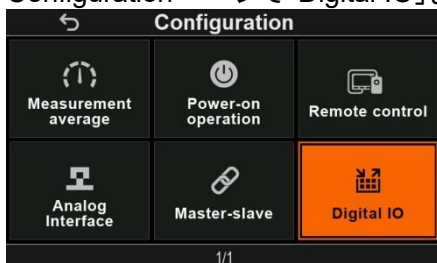 Configuration
Measurement
average
Power-on
operation
Remote control
Analog
Interface
Master-slave
Digital IO
1/1